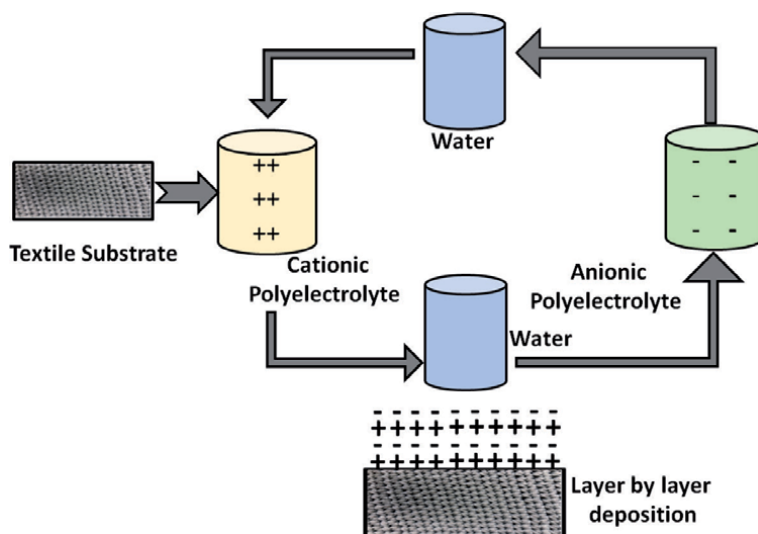 Water
++
++
++
- -
- -
- -
Textile Substrate
Cationic
Polyelectrolyte
Anionic
Polyelectrolyte
Water
- - - - - - - - -
+ + + + + + + + +
- - - - - - - - -
+ + + + + + + + +
Layer by layer
deposition